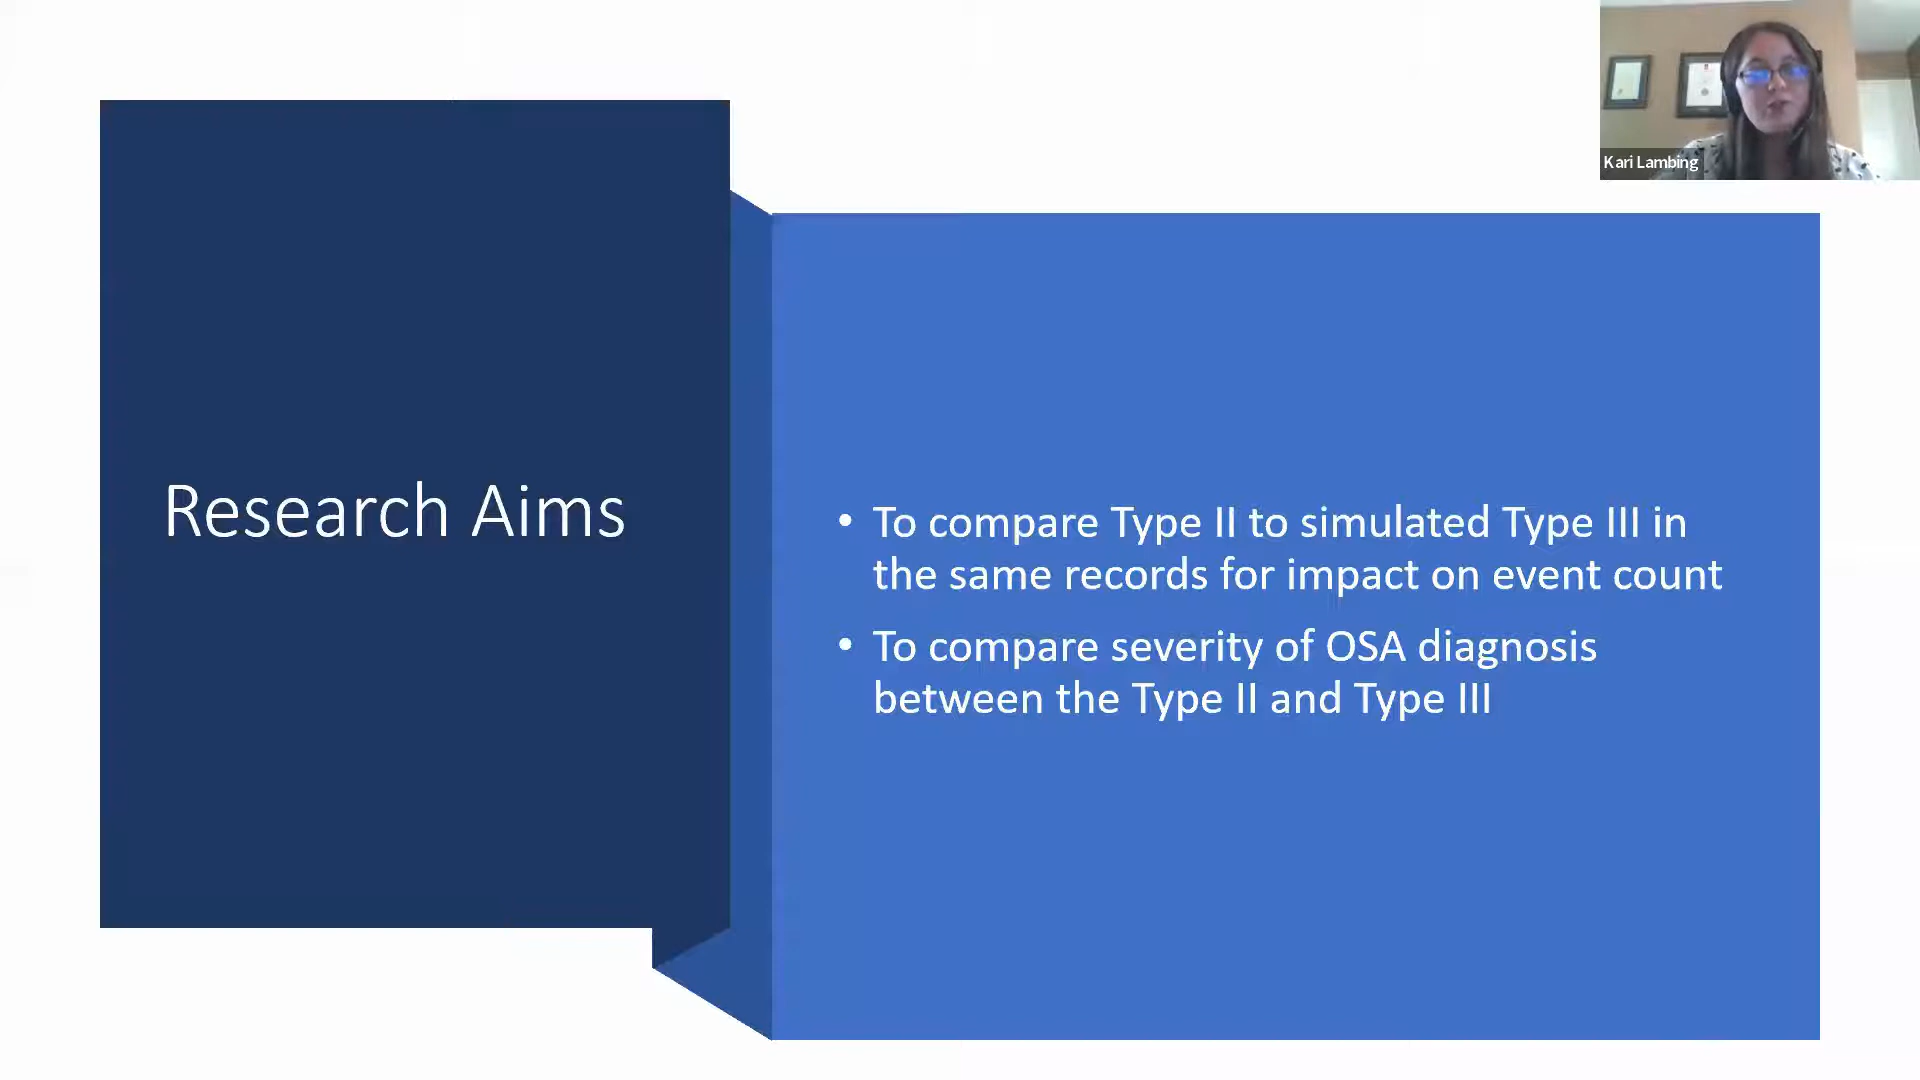 Kari Lambing
Research Aims
• To compare Type II to simulated Type III in
the same records for impact on event count
• To compare severity of OSA diagnosis
between the Type II and Type III